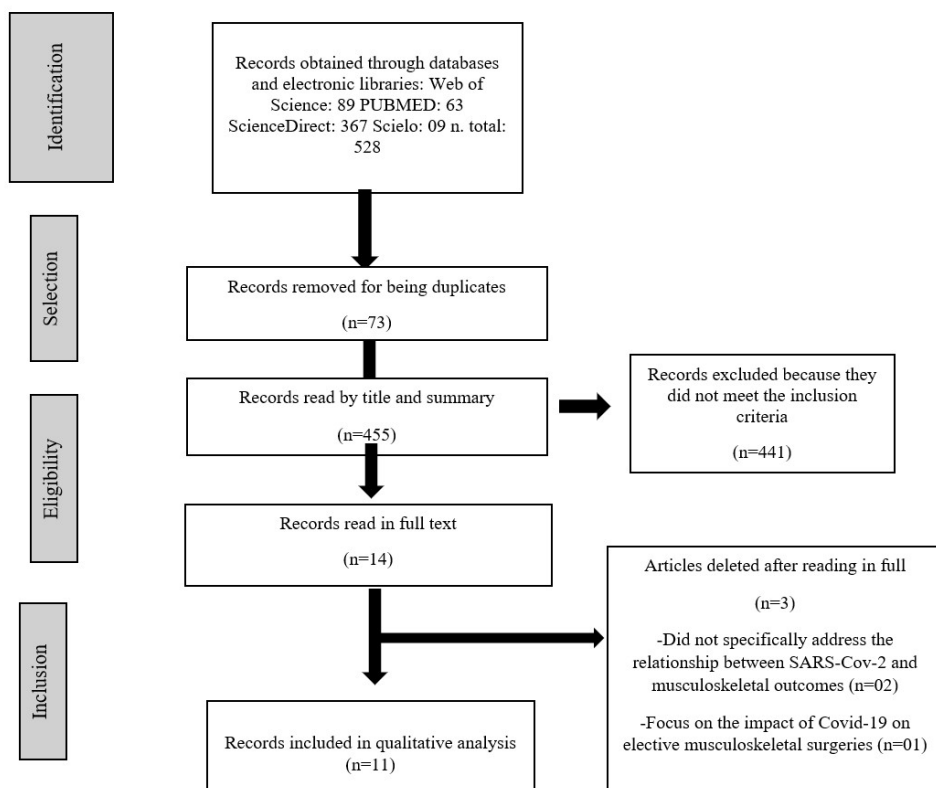 Identification
Records obtained through databases
and electronic libraries: Web of
Science: 89 PUBMED: 63
ScienceDirect: 367 Scielo: 09 n. total:
528
Selection
Records removed for being duplicates
(n=73)
Records read by title and summary
(n=455)
Records excluded because they
did not meet the inclusion
criteria
(n=441)
Eligibility
Records read in full text
(n=14)
Articles deleted after reading in full
(n=3)
-Did not specifically address the
relationship between SARS-Cov-2 and
musculoskeletal outcomes (n=02)
-Focus on the impact of Covid-19 on
elective musculoskeletal surgeries (n=01)
Inclusion
Records included in qualitative analysis
(n=11)